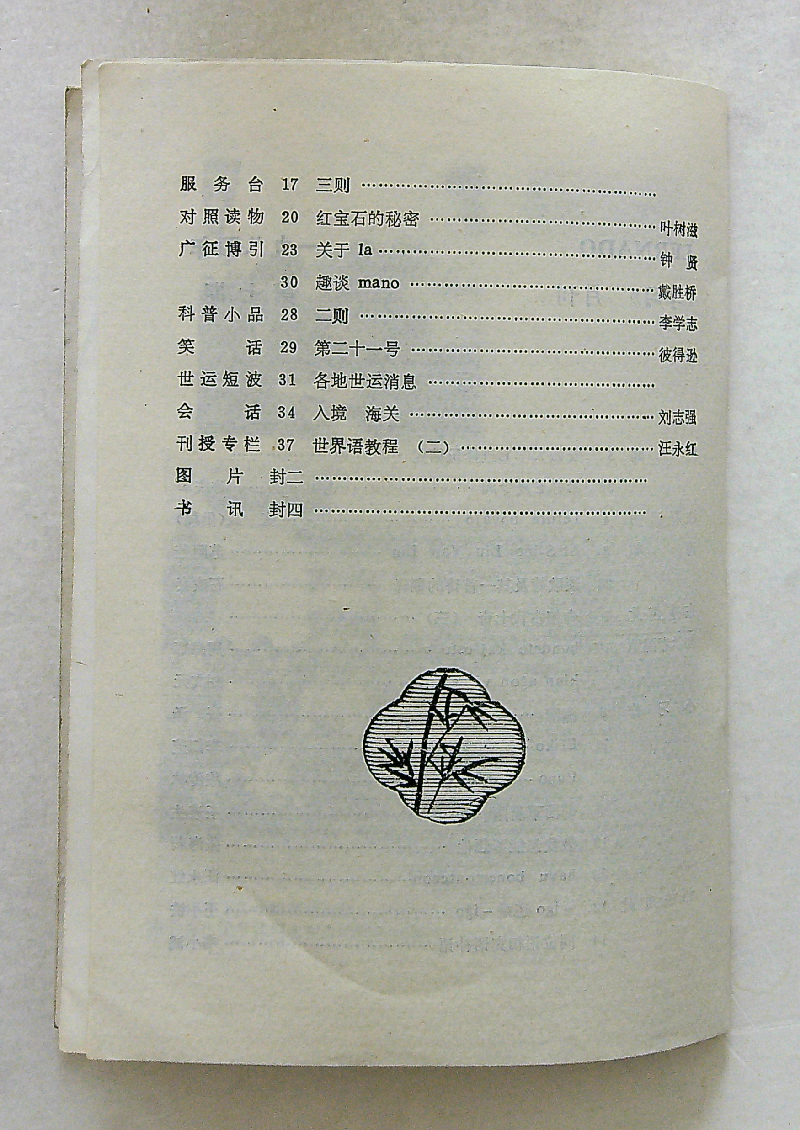 服务台 17 三则 ……………………………
对照读物 20 红宝石的秘密 …………………… 叶树滋
广征博引 23 关于 la …………………………… 钟贤
30 趣谈 mano ………………………… 戴胜桥
科普小品 28 二则 …………………………… 李学志
笑话 29 第二十一号 ……………………… 彼得逊
世运短波 31 各地世运消息 ……………………
会话 34 入境 海关 ……………………… 刘志强
刊授专栏 37 世界语教程 （二） ………………… 汪永红
图片 封二 ……………………………………
书讯 封四 ……………………………………